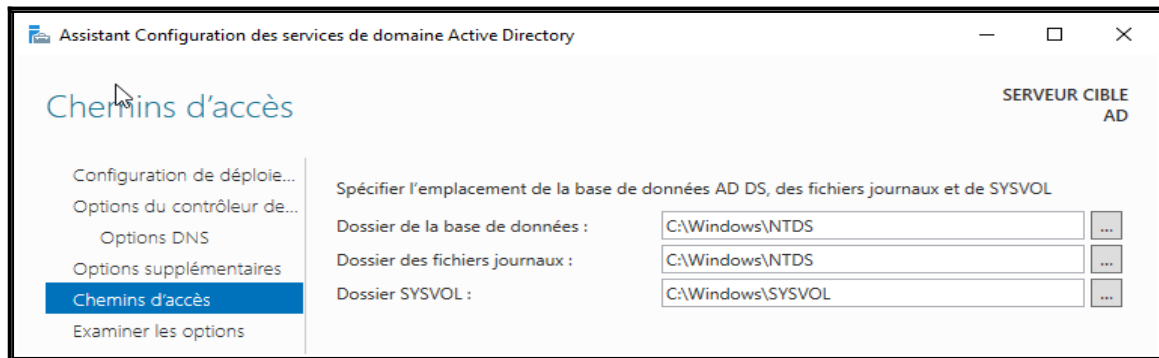 Assistant Configuration des services de domaine Active Directory
Chemins d'accès
SERVEUR CIBLE
AD
Configuration de déploie...
Options du contrôleur de...
Options DNS
Options supplémentaires
Chemins d'accès
Examiner les options
Spécifier l'emplacement de la base de données AD DS, des fichiers journaux et de SYSVOL
Dossier de la base de données : C:\Windows\NTDS ...
Dossier des fichiers journaux : C:\Windows\NTDS ...
Dossier SYSVOL : C:\Windows\SYSVOL ...